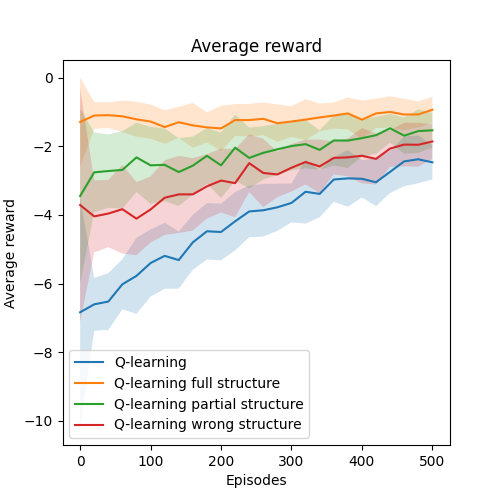 Average reward
0
−2
−4
−6
−8
−10
Average reward
Q-learning
Q-learning full structure
Q-learning partial structure
Q-learning wrong structure
0
100
200
300
400
500
Episodes